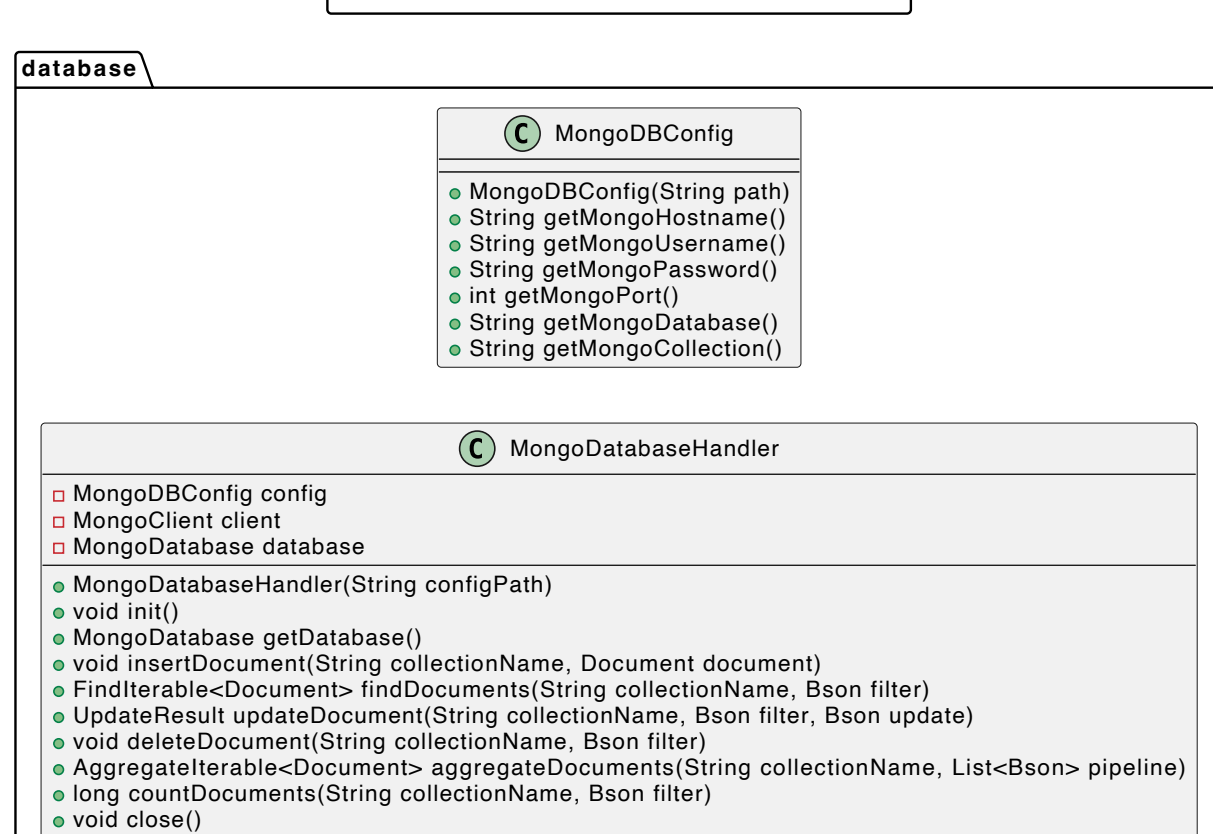 database
C MongoDBConfig
MongoDBConfig(String path)
String getMongoHostname()
String getMongoUsername()
String getMongoPassword()
int getMongoPort()
String getMongoDatabase()
String getMongoCollection()
C MongoDatabaseHandler
MongoDBConfig config
MongoClient client
MongoDatabase database
MongoDatabaseHandler(String configPath)
void init()
MongoDatabase getDatabase()
void insertDocument(String collectionName, Document document)
FindIterable<Document> findDocuments(String collectionName, Bson filter)
UpdateResult updateDocument(String collectionName, Bson filter, Bson update)
void deleteDocument(String collectionName, Bson filter)
AggregateIterable<Document> aggregateDocuments(String collectionName, List<Bson> pipeline)
long countDocuments(String collectionName, Bson filter)
void close()